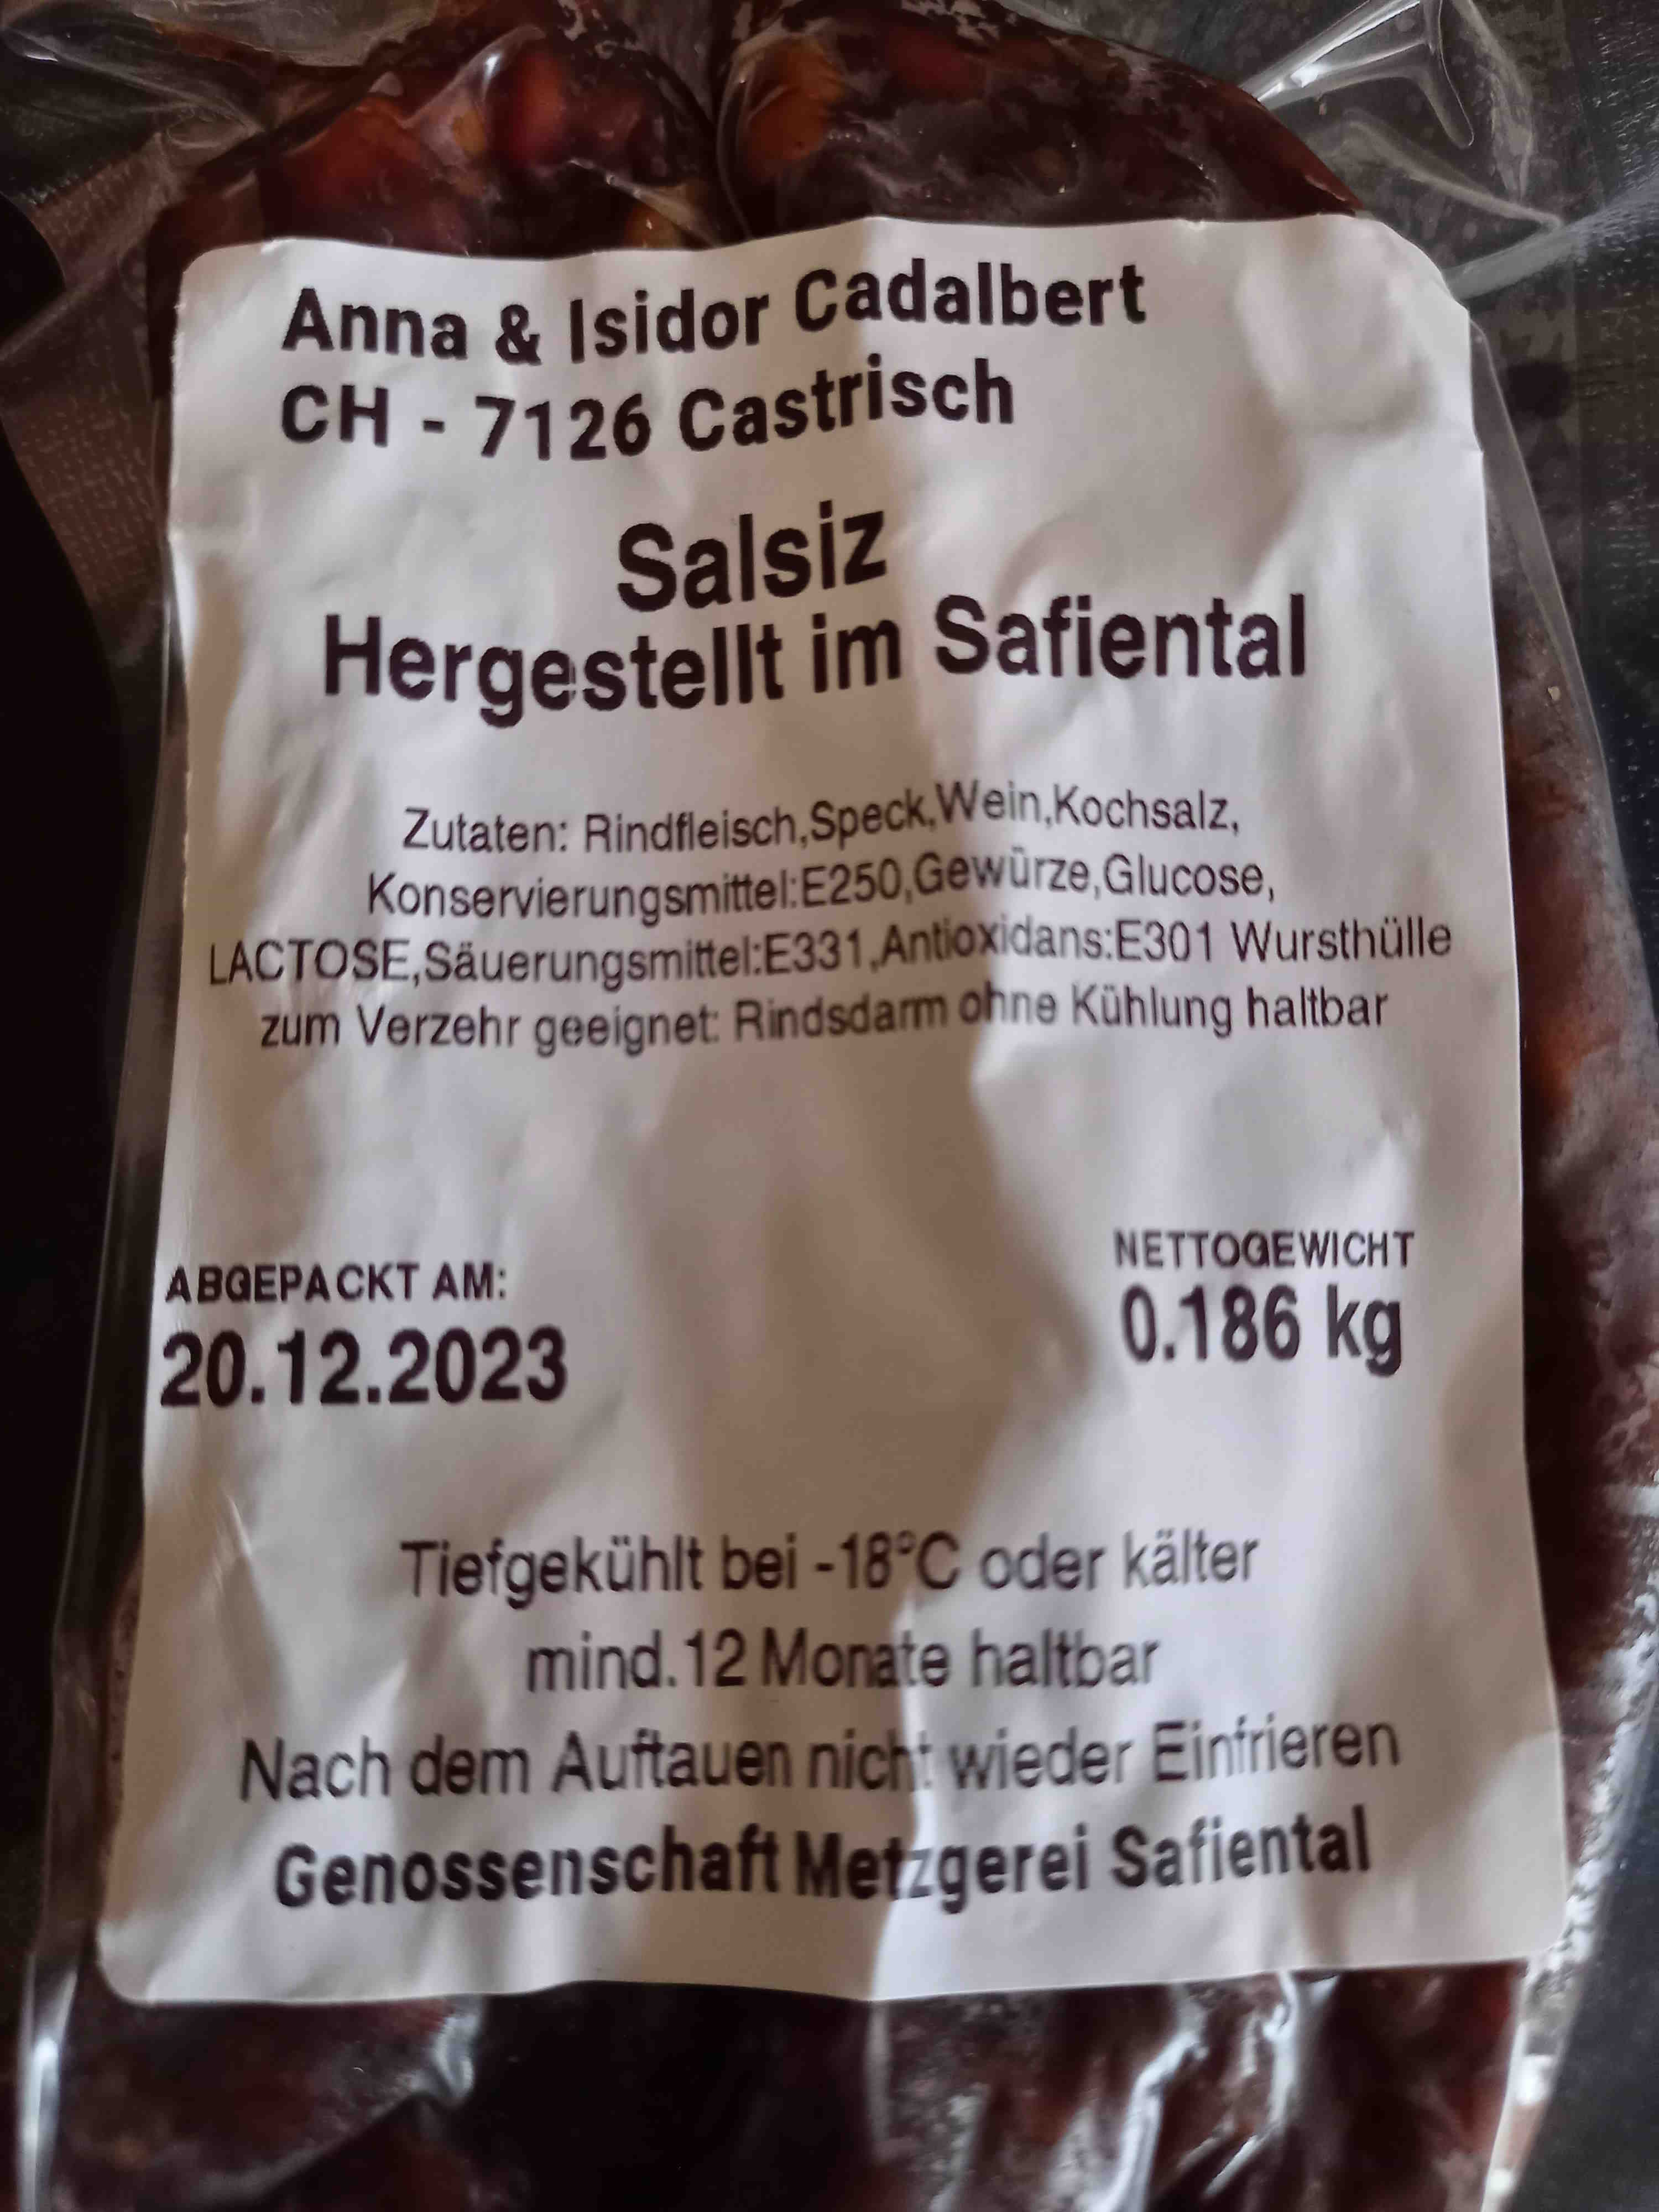 Anna & Isidor Cadalbert
CH - 7126 Castrisch
Salsiz
Hergestellt im Safiental
Zutaten: Rindfleisch,Speck,Wein,Kochsalz,
Konservierungsmittel:E250,Gewürze,Glucose,
LACTOSE,Säuerungsmittel:E331,Antioxidans:E301 Wursthülle
zum Verzehr geeignet: Rindsdarm ohne Kühlung haltbar
ABGEPACKT AM:
20.12.2023
NETTOGEWICHT
0.186 kg
Tiefgekühlt bei -18°C oder kälter
mind.12 Monate haltbar
Nach dem Auftauen nicht wieder Einfrieren
Genossenschaft Metzgerei Safiental